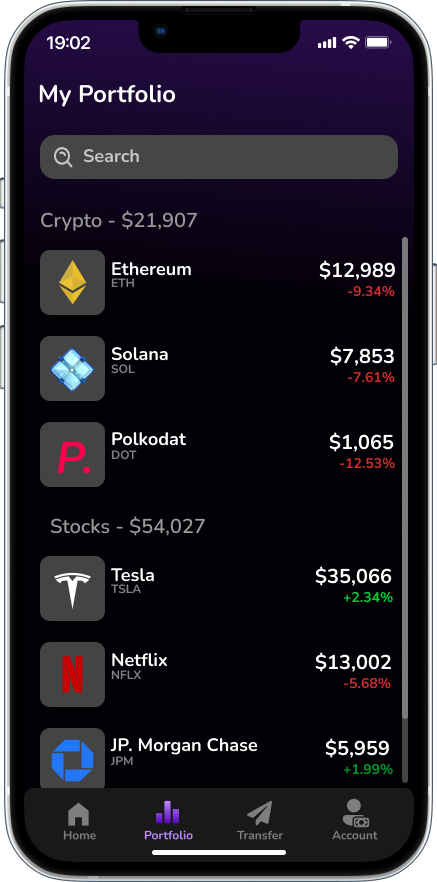 19:02
My Portfolio
Search
Crypto - $21,907
Ethereum
ETH
$12,989
-9.34%
Solana
SOL
$7,853
-7.61%
Polkodat
DOT
$1,065
-12.53%
Stocks - $54,027
Tesla
TSLA
$35,066
+2.34%
Netflix
NFLX
$13,002
-5.68%
JP. Morgan Chase
JPM
$5,959
+1.99%
Home Portfolio Transfer Account